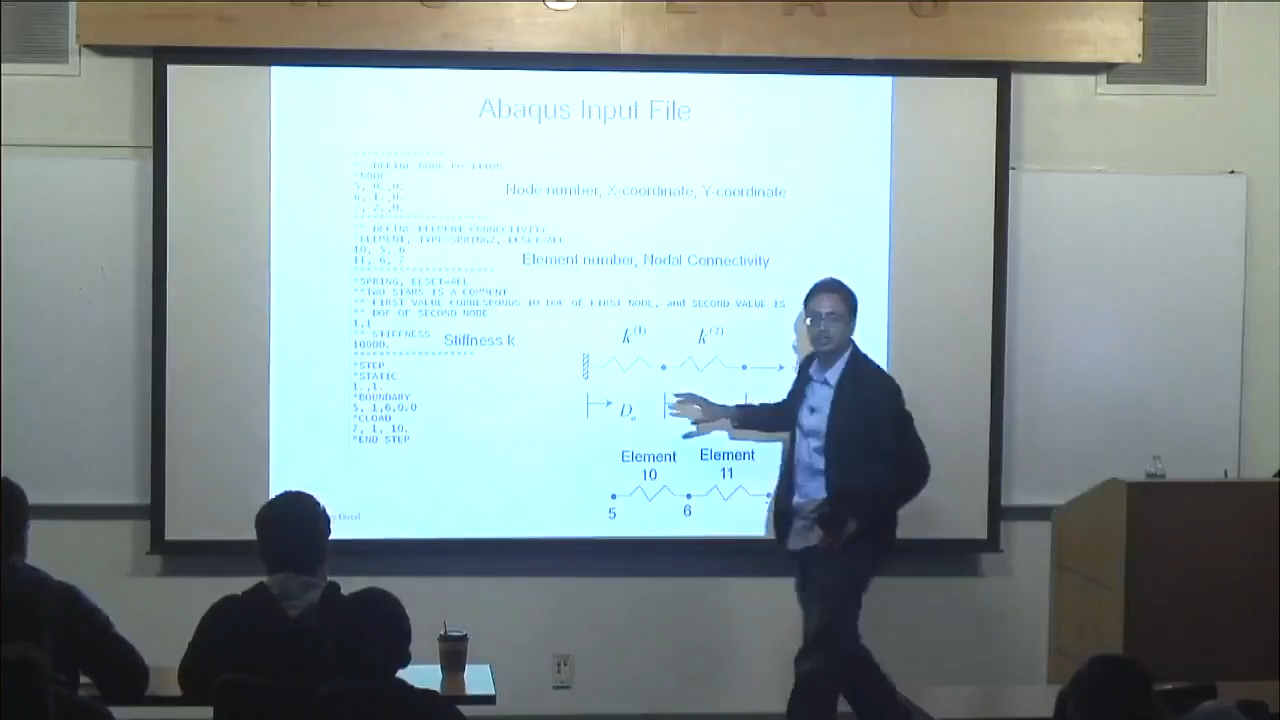 Abaqus Input File
** DEFINE NODE POSITION
*NODE
5, 0.,0.
6, 1.,0.
7, 2.,0.
Node number, X-coordinate, Y-coordinate
** DEFINE ELEMENT CONNECTIVITY
*ELEMENT, TYPE=SPRING2, ELSET=ALL
10, 5, 6
11, 6, 7
Element number, Nodal Connectivity
*SPRING, ELSET=ALL
**TWO STARS IS A COMMENT
** FIRST VALUE CORRESPONDS TO DOF OF FIRST NODE, and SECOND VALUE IS
** DOF OF SECOND NODE
1,1
** STIFFNESS
10000.
Stiffness k
k(1) k(2)
*STEP
*STATIC
1.,1.
*BOUNDARY
5, 1,6,0.0
*CLOAD
7, 1, 10.
*END STEP
Element 10
Element 11
5 6